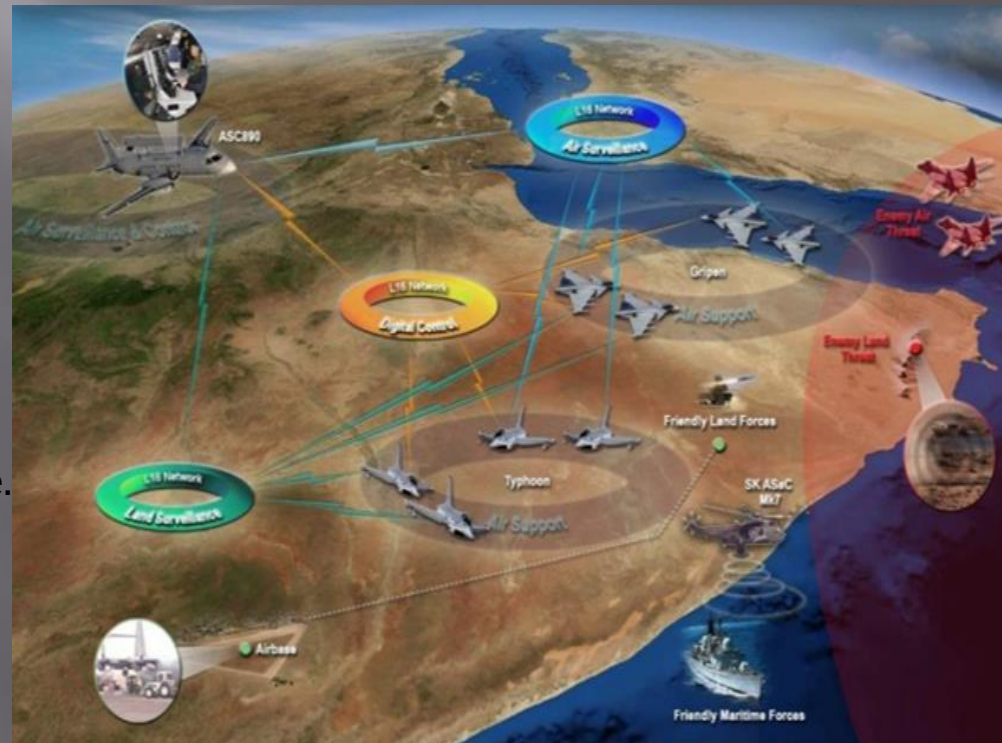 ASC890
L16 Network
Air Surveillance
Air Surveillance & Control
Enemy Air
Threat
Gripen
L16 Network
Digital Control
Air Support
Enemy Land
Threat
Friendly Land Forces
L16 Network
Land Surveillance
Typhoon
SK ASaC
Mk7
Air Support
Airbase
Friendly Maritime Forces